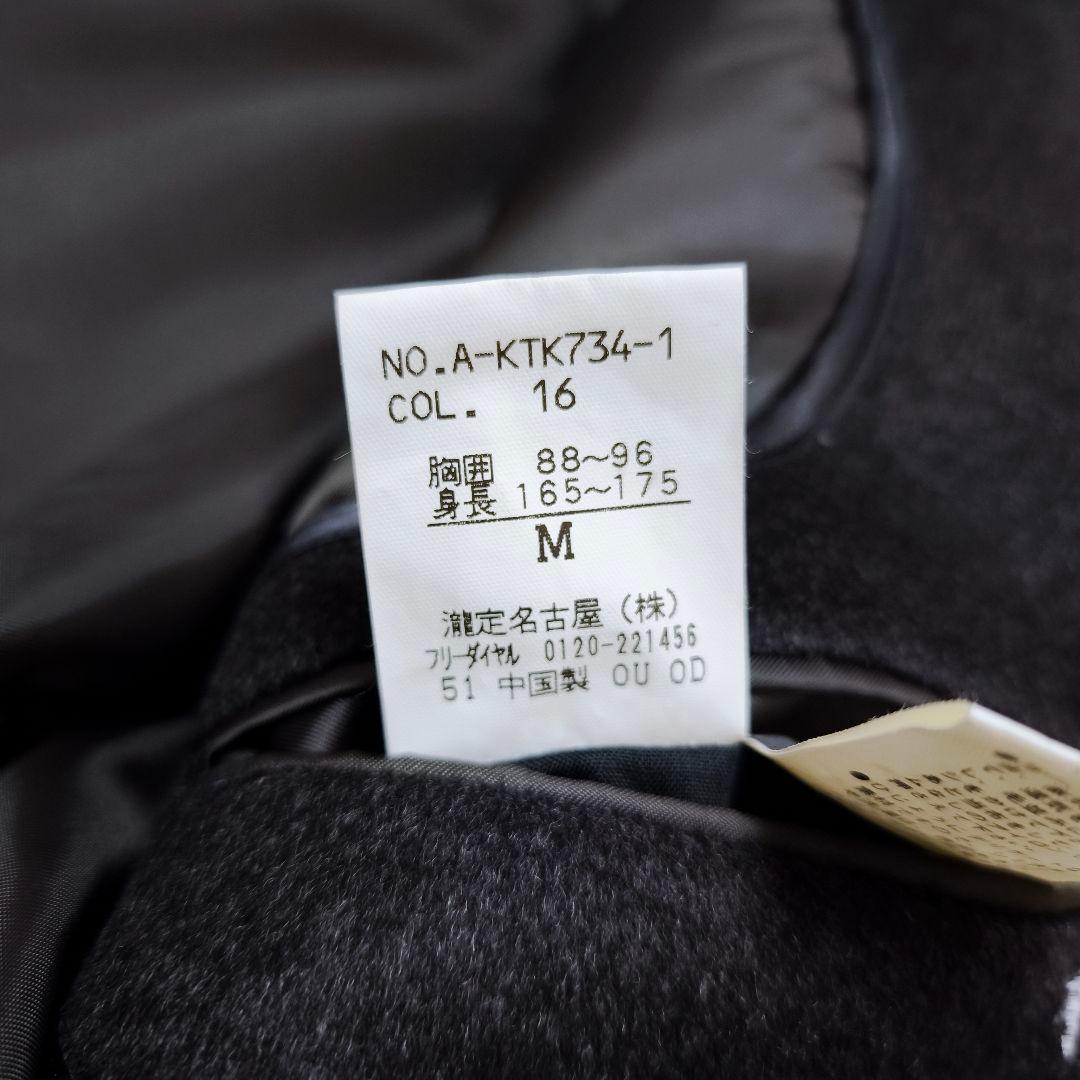 NO.A-KTK734-1
COL. 16
胸囲 88~96
身長 165~175
M
瀧定名古屋(株)
フリーダイヤル 0120-221456
51 中国製 OU OD